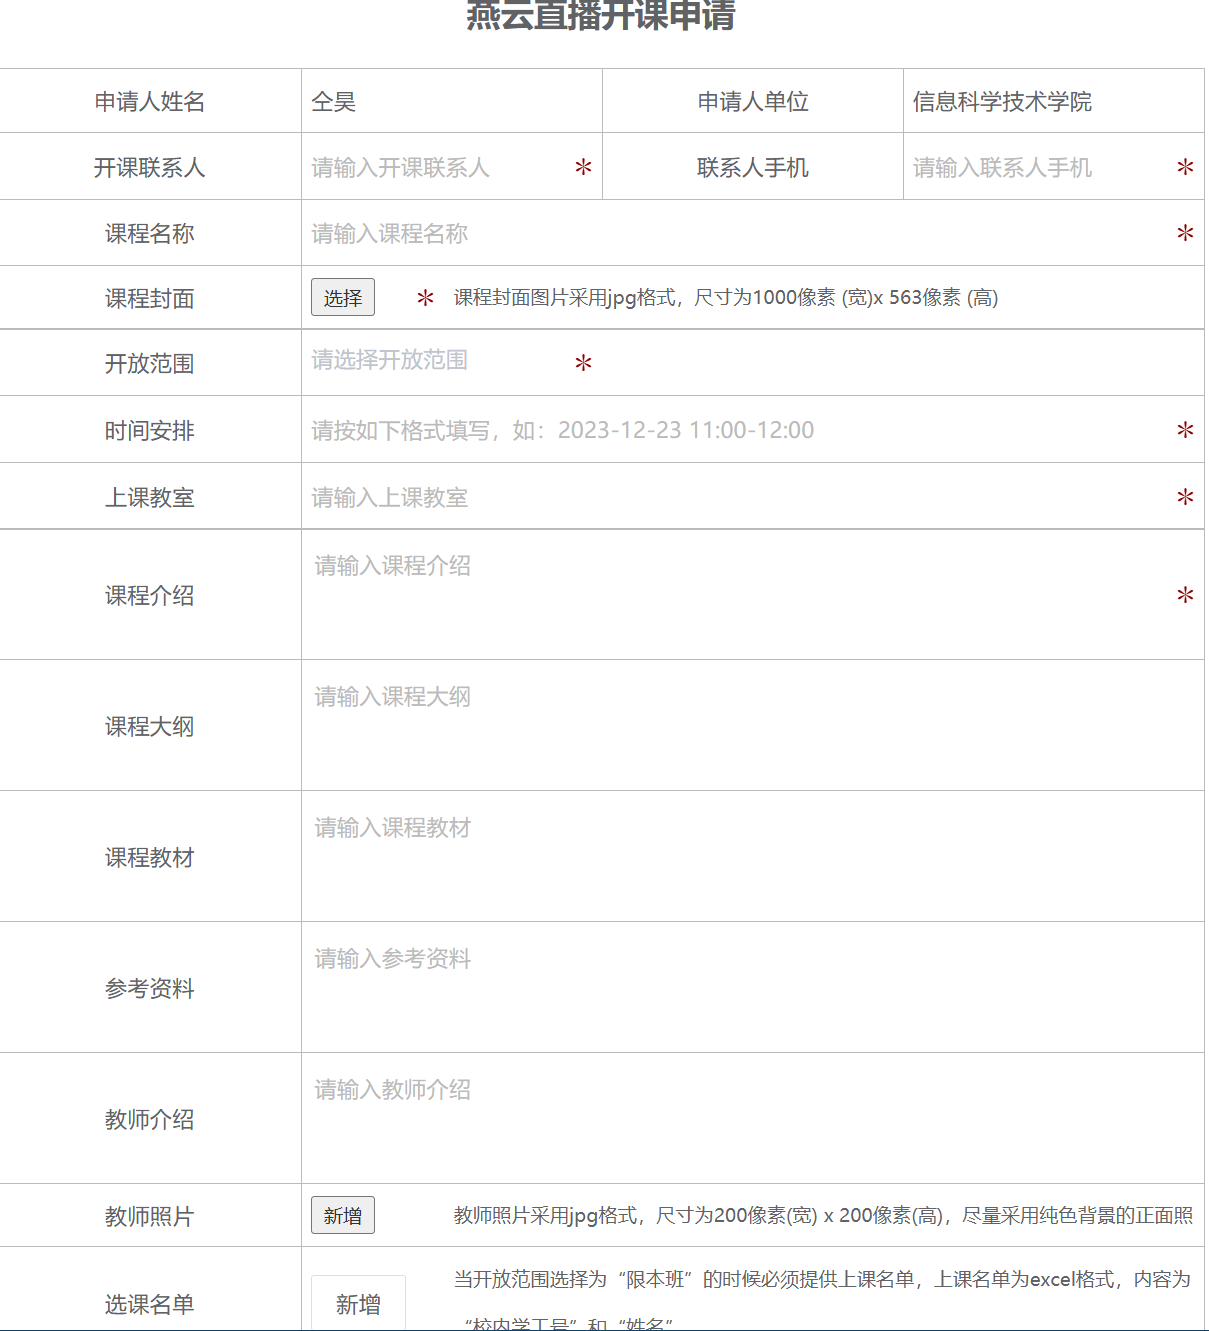 燕云直播开课申请
申请人姓名 仝昊 申请人单位 信息科学技术学院
开课联系人 请输入开课联系人 * 联系人手机 请输入联系人手机 *
课程名称 请输入课程名称 *
课程封面 选择 * 课程封面图片采用jpg格式，尺寸为1000像素 (宽)x 563像素 (高)
开放范围 请选择开放范围 *
时间安排 请按如下格式填写，如：2023-12-23 11:00-12:00 *
上课教室 请输入上课教室 *
课程介绍 请输入课程介绍 *
课程大纲 请输入课程大纲
课程教材 请输入课程教材
参考资料 请输入参考资料
教师介绍 请输入教师介绍
教师照片 新增 教师照片采用jpg格式，尺寸为200像素(宽) x 200像素(高)，尽量采用纯色背景的正面照
选课名单 新增 当开放范围选择为“限本班”的时候必须提供上课名单，上课名单为excel格式，内容为
“校内学工号”和“姓名”